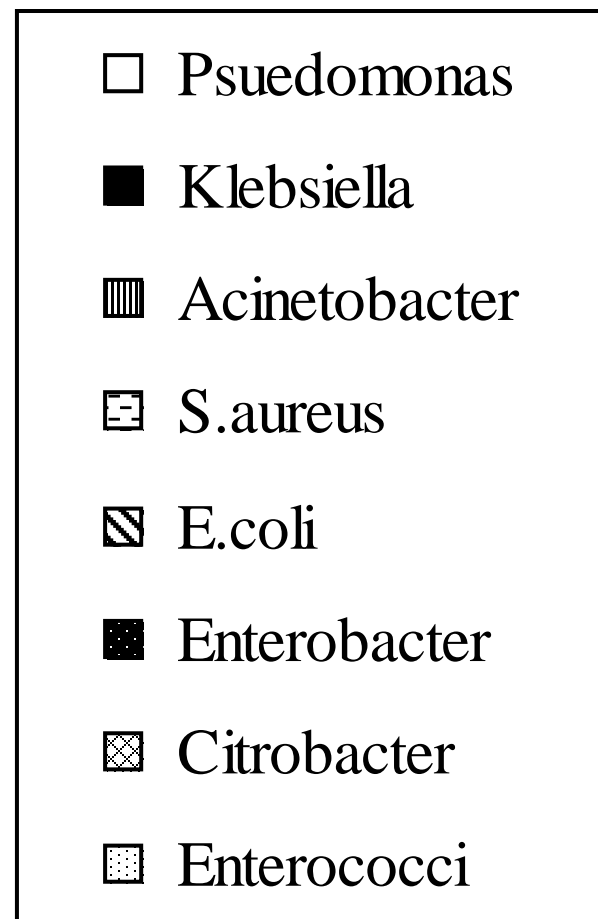 Psuedomonas
Klebsiella
Acinetobacter
S.aureus
E.coli
Enterobacter
Citrobacter
Enterococci